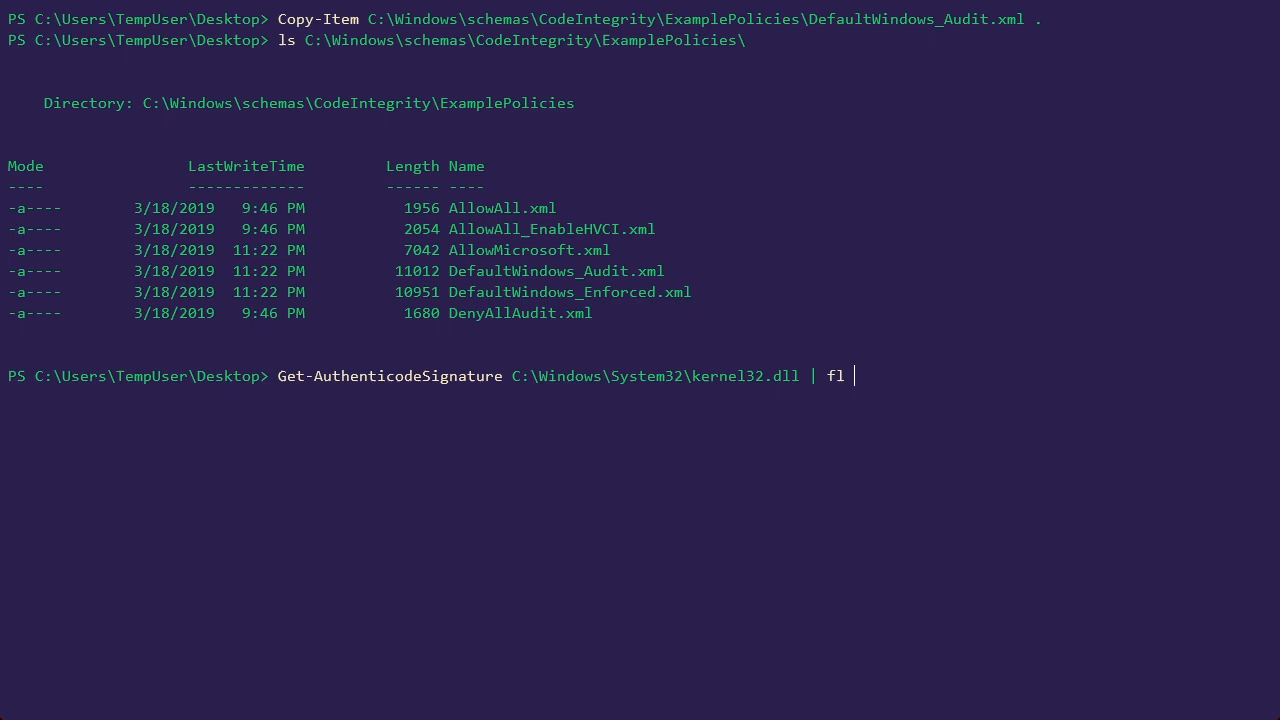 PS C:\Users\TempUser\Desktop> Copy-Item C:\Windows\schemas\CodeIntegrity\ExamplePolicies\DefaultWindows_Audit.xml .
PS C:\Users\TempUser\Desktop> ls C:\Windows\schemas\CodeIntegrity\ExamplePolicies\
    Directory: C:\Windows\schemas\CodeIntegrity\ExamplePolicies
Mode                LastWriteTime         Length Name
----                -------------         ------ ----
-a----        3/18/2019   9:46 PM           1956 AllowAll.xml
-a----        3/18/2019   9:46 PM           2054 AllowAll_EnableHVCI.xml
-a----        3/18/2019  11:22 PM           7042 AllowMicrosoft.xml
-a----        3/18/2019  11:22 PM          11012 DefaultWindows_Audit.xml
-a----        3/18/2019  11:22 PM          10951 DefaultWindows_Enforced.xml
-a----        3/18/2019   9:46 PM           1680 DenyAllAudit.xml
PS C:\Users\TempUser\Desktop> Get-AuthenticodeSignature C:\Windows\System32\kernel32.dll | fl